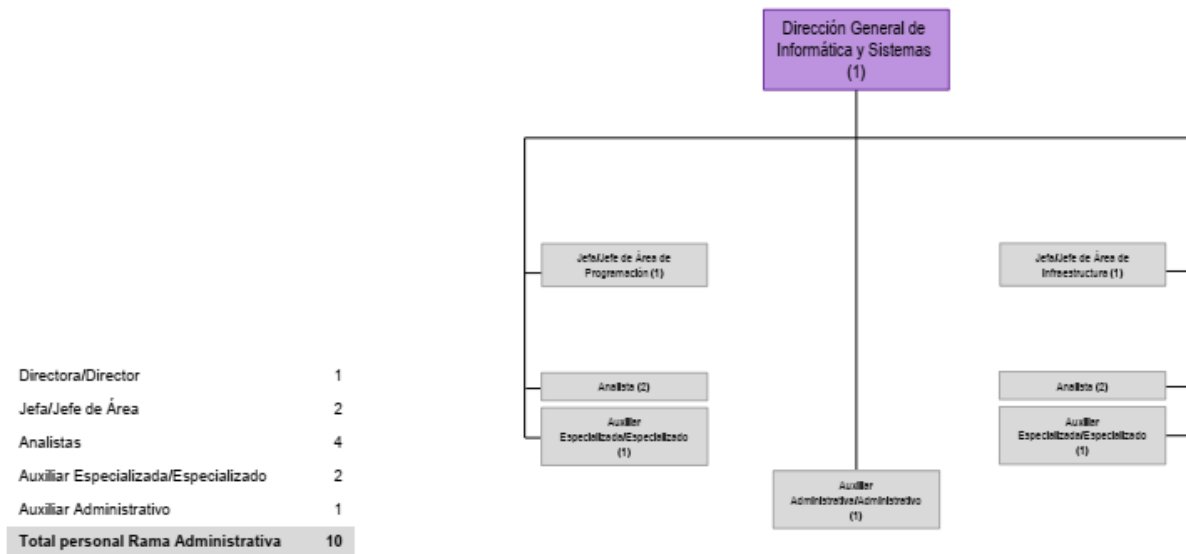 Dirección General de
Informática y Sistemas
(1)
Jefa/Jefe de Área de
Programación (1)
Jefa/Jefe de Área de
Infraestructura (1)
Analista (2)
Auxiliar
Especializada/Especializado
(1)
Analista (2)
Auxiliar
Especializada/Especializado
(1)
Auxiliar
Administrativa/Administrativo
(1)
Directora/Director 1
Jefa/Jefe de Área 2
Analistas 4
Auxiliar Especializada/Especializado 2
Auxiliar Administrativo 1
Total personal Rama Administrativa 10